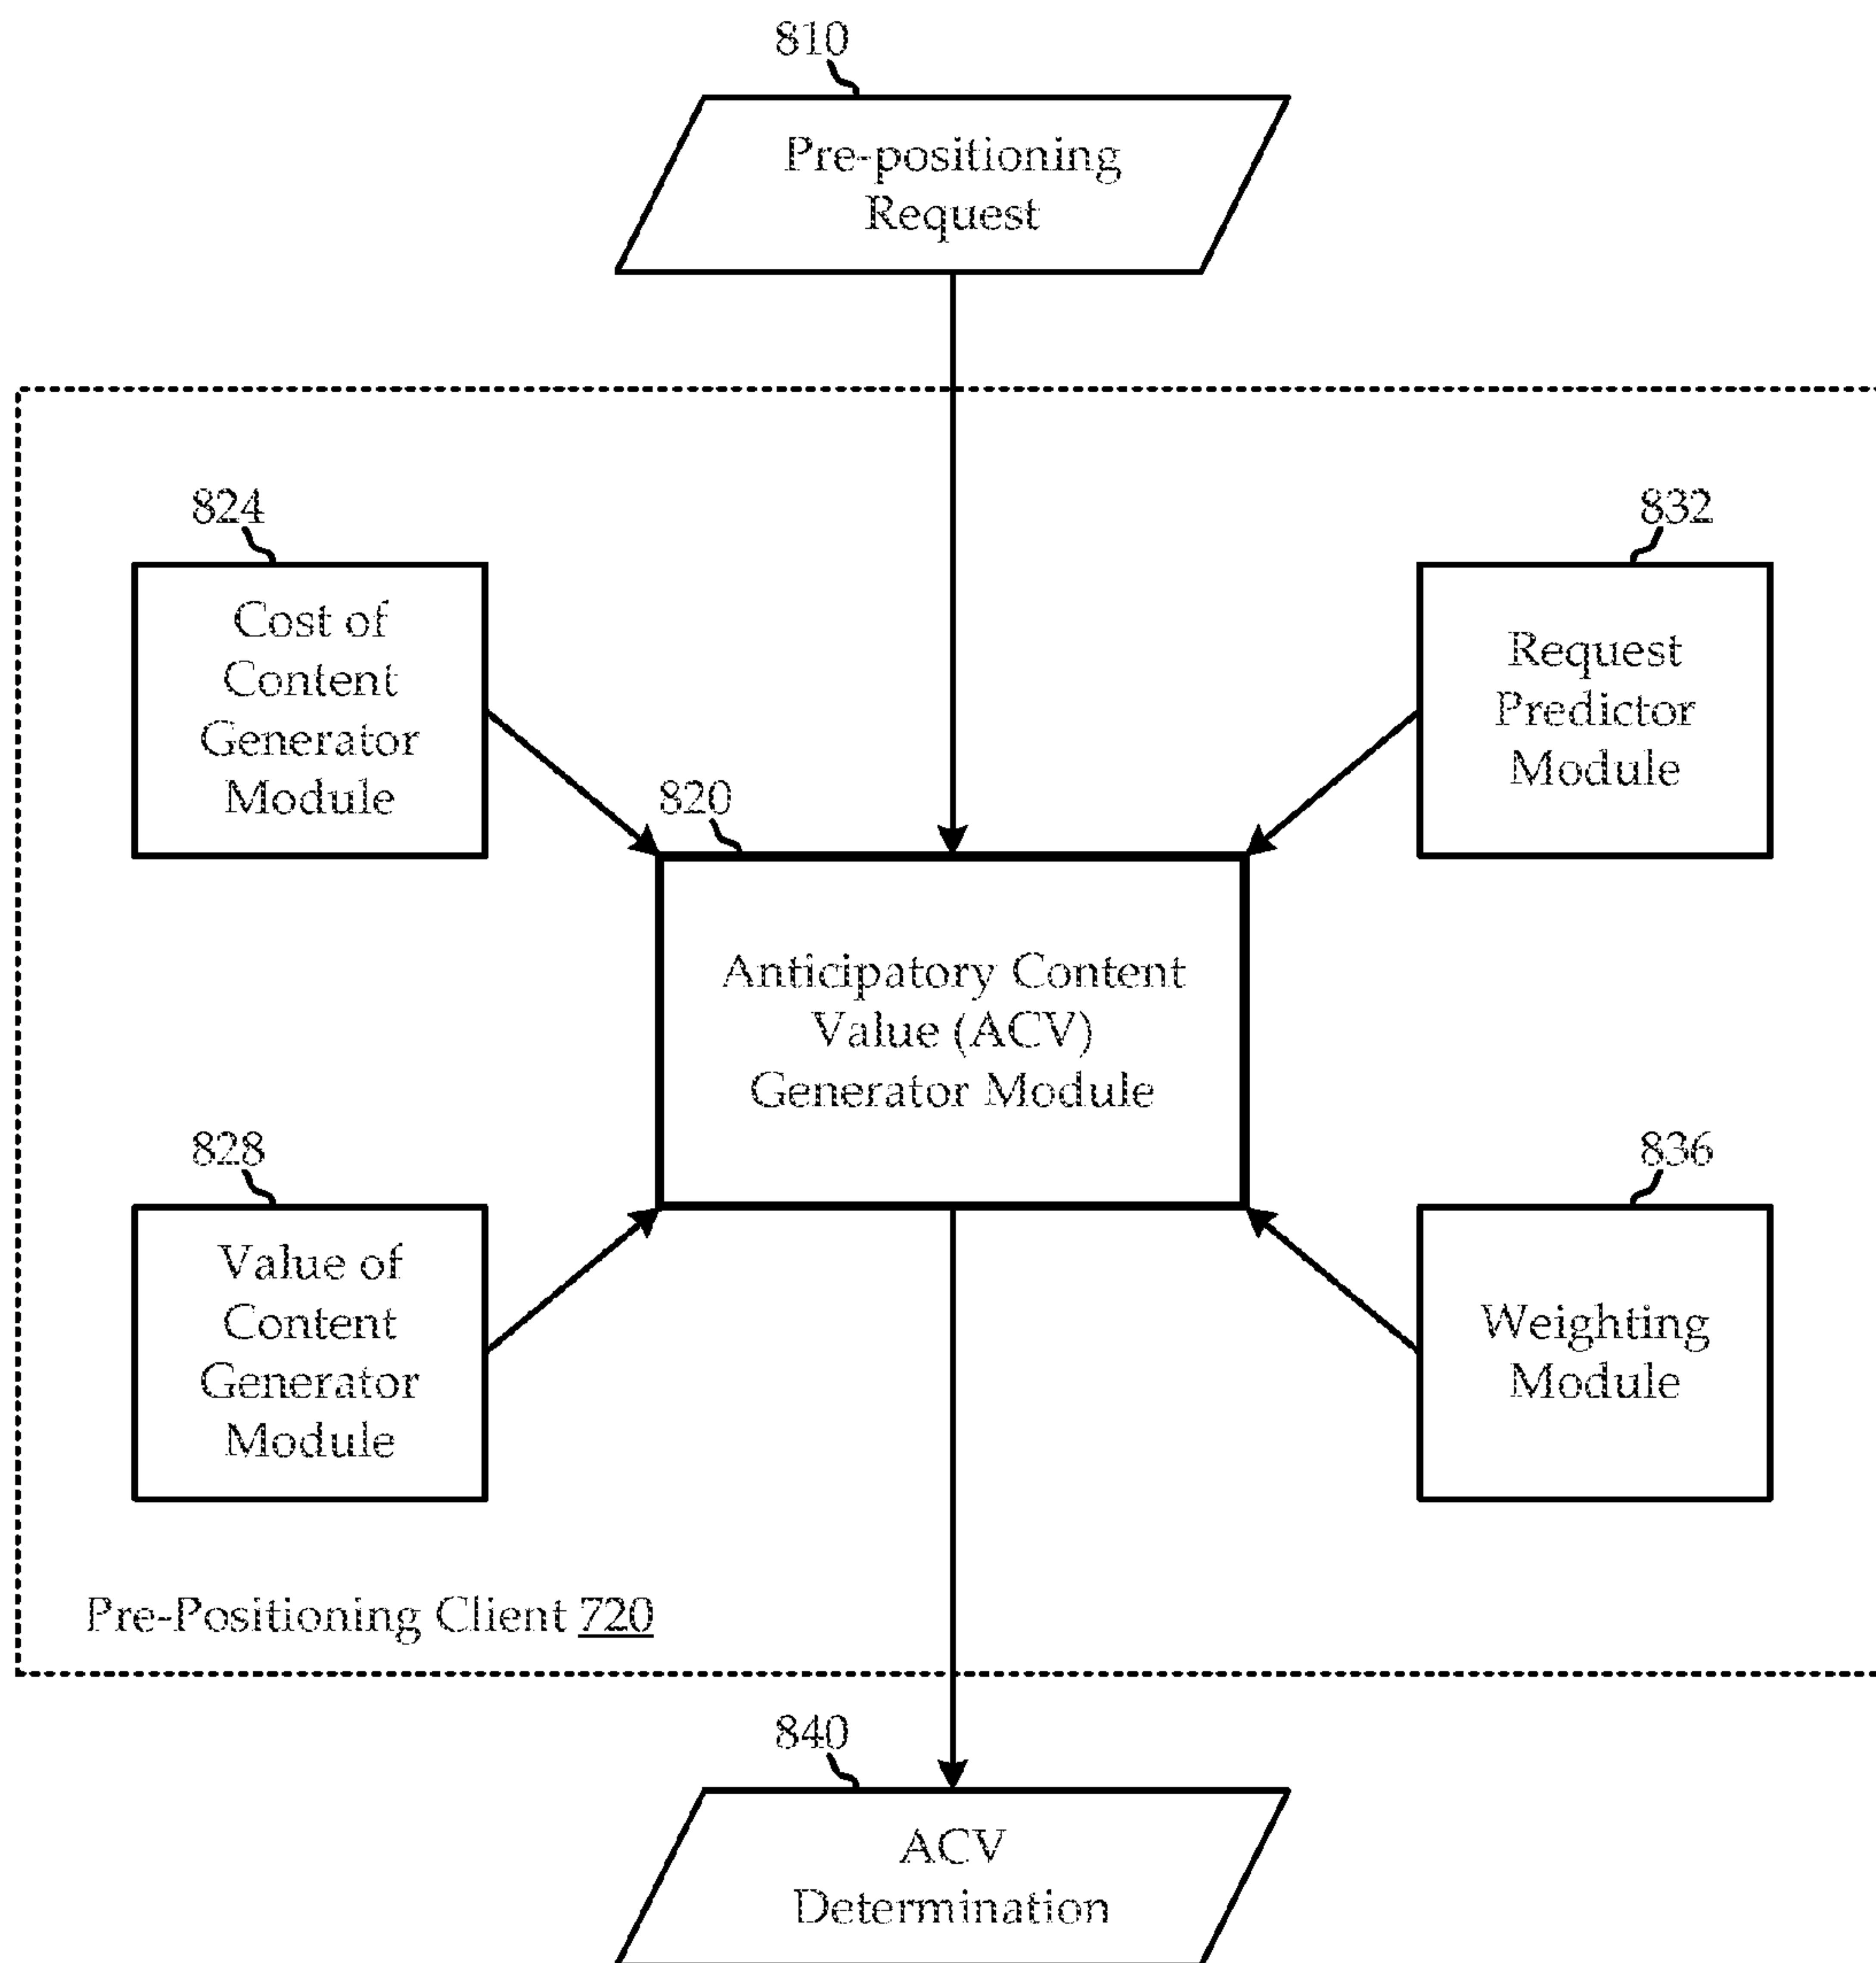 810
Pre-positioning
Request
824
Cost of
Content
Generator
Module
832
Request
Predictor
Module
820
Anticipatory Content
Value (ACV)
Generator Module
828
Value of
Content
Generator
Module
836
Weighting
Module
Pre-Positioning Client 720
840
ACV
Determination